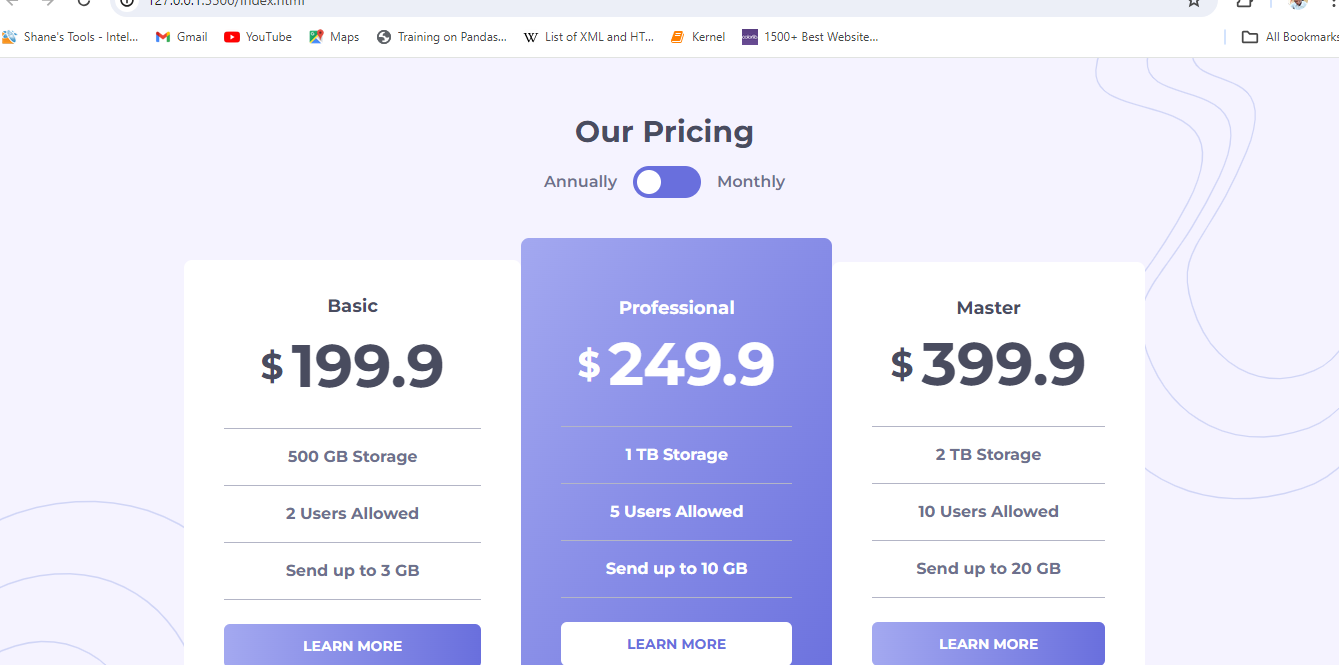 127.0.0.1:5500/index.html
Shane's Tools - Intel... Gmail YouTube Maps Training on Pandas... List of XML and HT... Kernel colorlib 1500+ Best Website... All Bookmarks
Our Pricing
Annually Monthly
Basic
$ 199.9
500 GB Storage
2 Users Allowed
Send up to 3 GB
LEARN MORE
Professional
$ 249.9
1 TB Storage
5 Users Allowed
Send up to 10 GB
LEARN MORE
Master
$ 399.9
2 TB Storage
10 Users Allowed
Send up to 20 GB
LEARN MORE